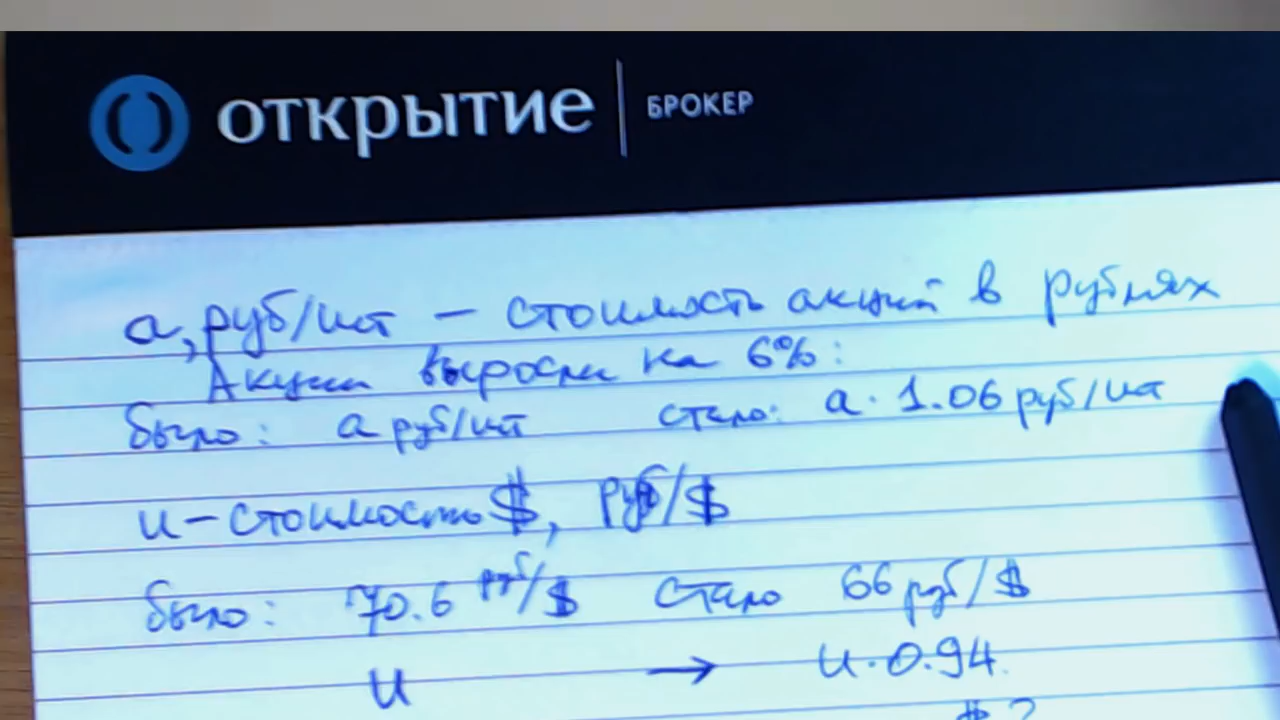 открытие БРОКЕР
а, руб/шт – стоимость акций в рублях
Акции выросли на 6%:
было: а руб/шт стало: а · 1.06 руб/шт
и – стоимость $, руб/$
было: 70.6 руб/$ стало 66 руб/$
и → и · 0.94
$ ?